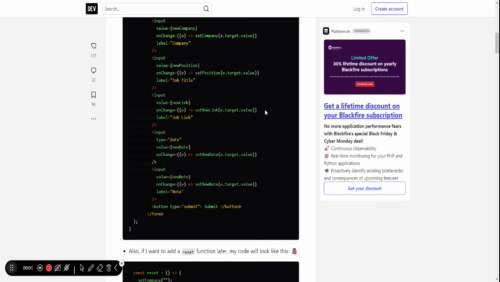 DEV
Search...
Log in
Create account
<input
value={newCompany}
onChange={(e) => setCompany(e.target.value)}
label="Company"
/>
<input
value={newPosition}
onChange={(e) => setPosition(e.target.value)}
label="Job Title"
/>
<input
value={newLink}
onChange={(e) => setNewLink(e.target.value)}
label="Job Link"
/>
<input
type="date"
value={newDate}
onChange={(e) => setNewDate(e.target.value)}
/>
<input
value={newNote}
onChange={(e) => setNewNote(e.target.value)}
label="Note"
/>
<button type="submit"> Submit </button>
</form>
);
}
Also, if I want to add a reset function later, my code will look like this.
const reset = () => {
setCompany("");
Platform.sh
Limited Offer
30% lifetime discount on yearly
Blackfire subscriptions
Get a lifetime discount on
your Blackfire subscription
No more application performance fears
with Blackfire's special Black Friday &
Cyber Monday deal!
Continuous observability
Real-time monitoring for your PHP and
Python applications
Proactively identify existing bottlenecks
and consequences of upcoming features
Get your discount